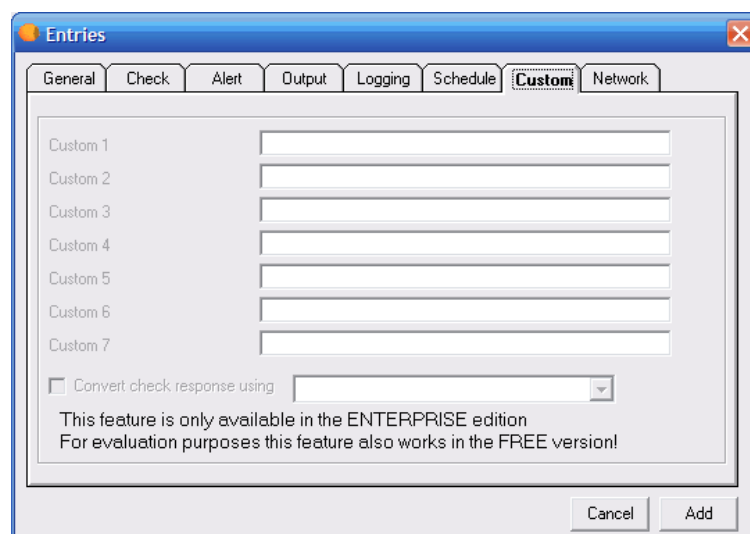 Entries
General Check Alert Output Logging Schedule Custom Network
Custom 1
Custom 2
Custom 3
Custom 4
Custom 5
Custom 6
Custom 7
Convert check response using
This feature is only available in the ENTERPRISE edition
For evaluation purposes this feature also works in the FREE version!
Cancel Add